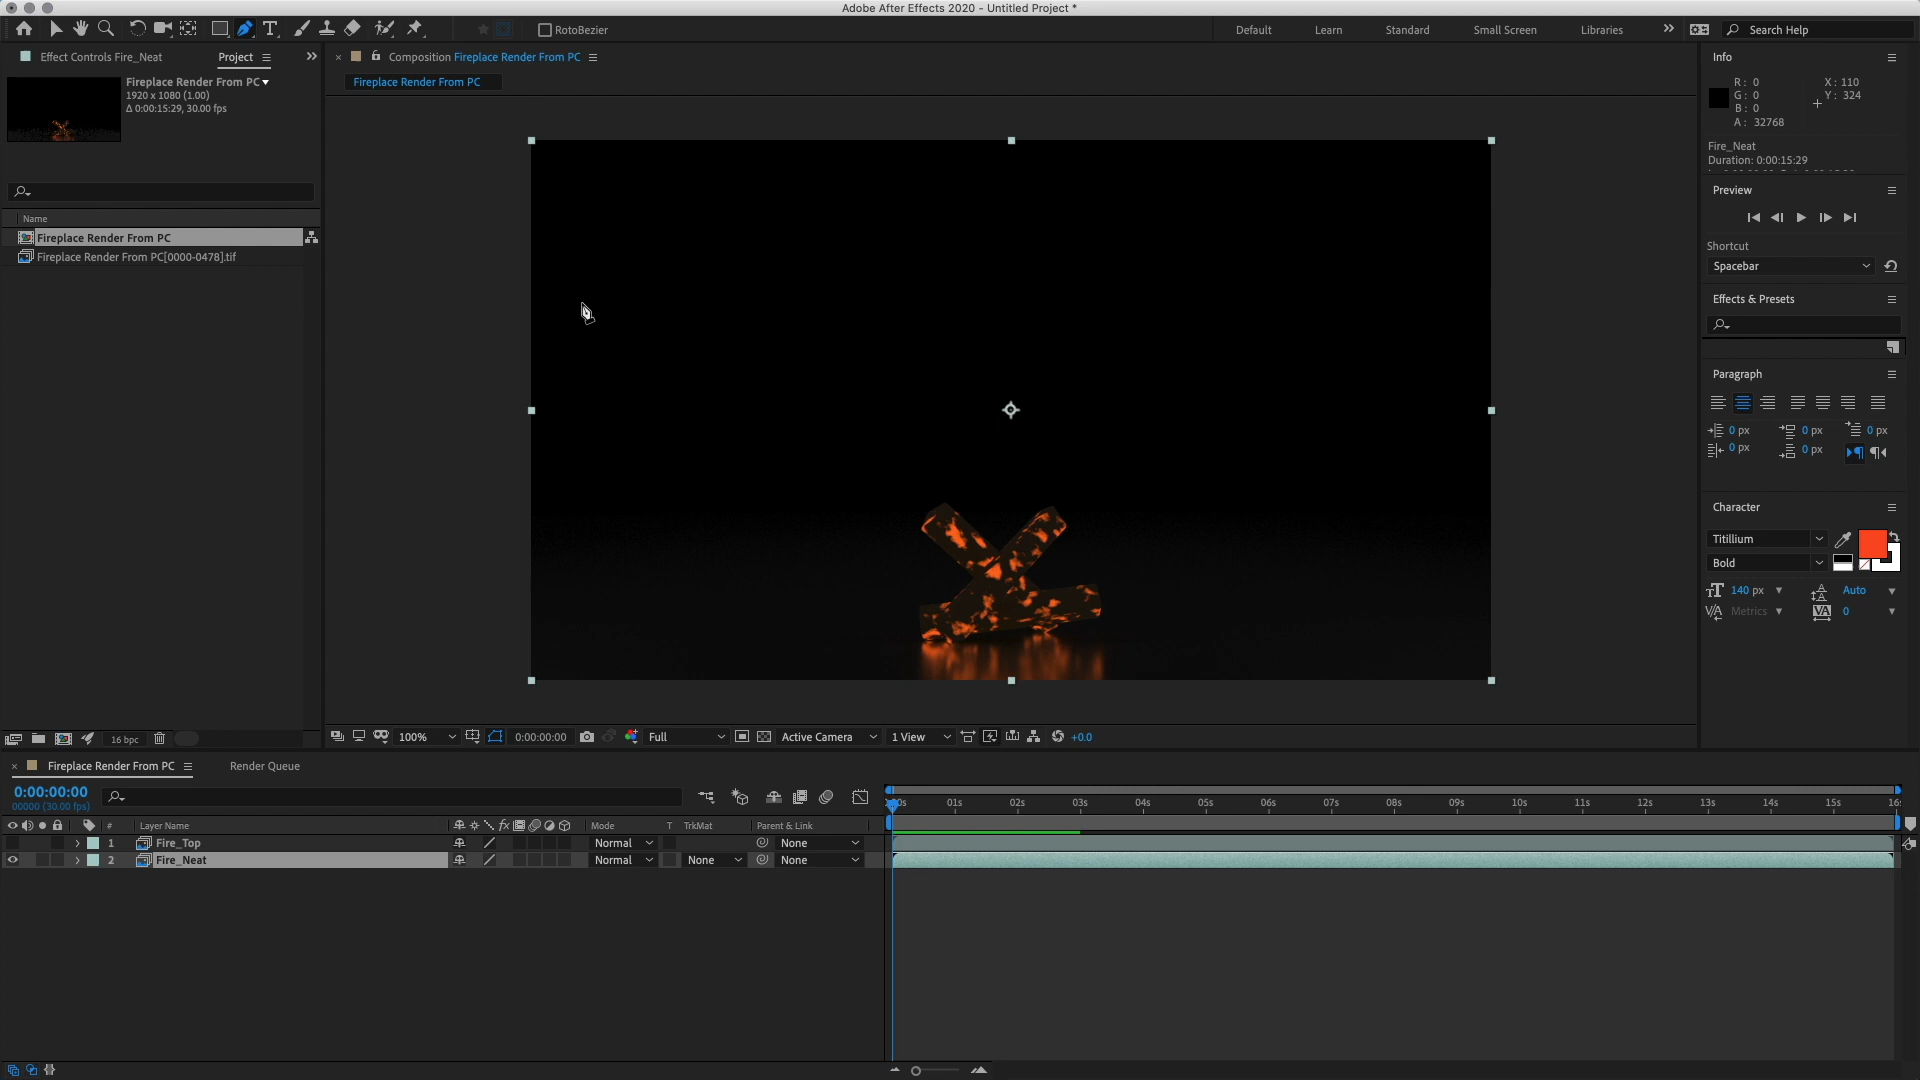 Adobe After Effects 2020 - Untitled Project *
RotoBezier
Default
Learn
Standard
Small Screen
Libraries
Search Help
Effect Controls Fire_Neat
Project
Fireplace Render From PC
1920 x 1080 (1.00)
Δ 0:00:15:29, 30.00 fps
Name
Fireplace Render From PC
Fireplace Render From PC[0000-0478].tif
16 bpc
Composition Fireplace Render From PC
Fireplace Render From PC
100%
0:00:00:00
Full
Active Camera
1 View
+0.0
Info
R: 0
G: 0
B: 0
A: 32768
X: 110
Y: 324
Fire_Neat
Duration: 0:00:15:29
Preview
Shortcut
Spacebar
Effects & Presets
Paragraph
0 px
0 px
0 px
0 px
0 px
Character
Titillium
Bold
140 px
Auto
Metrics
0
Fireplace Render From PC
Render Queue
0:00:00:00
00000 (30.00 fps)
# Layer Name
Mode
T TrkMat
Parent & Link
1 Fire_Top
Normal
None
2 Fire_Neat
Normal
None
None
01s 02s 03s 04s 05s 06s 07s 08s 09s 10s 11s 12s 13s 14s 15s